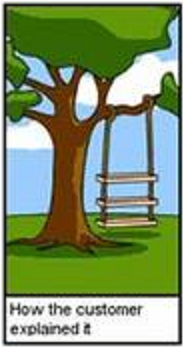 How the customer
explained it